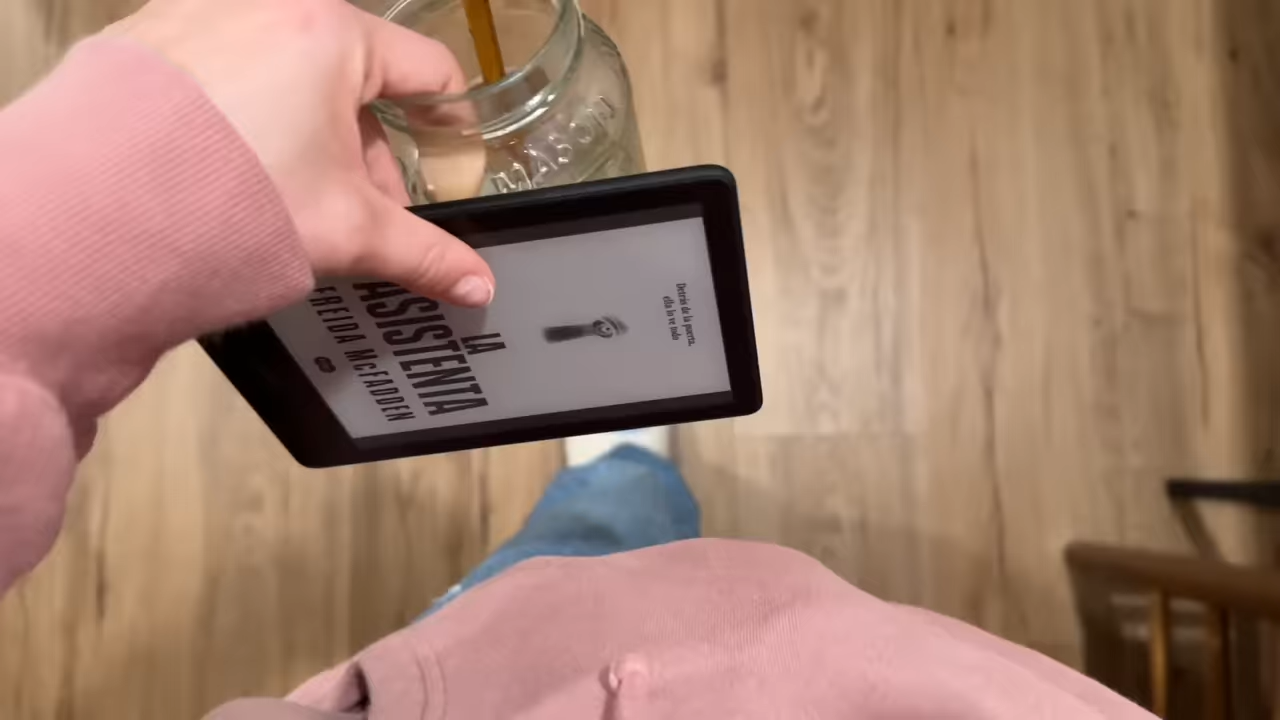 MASON
Detrás de la puerta,
ella lo ve todo
LA
ASISTENTA
FREIDA McFADDEN